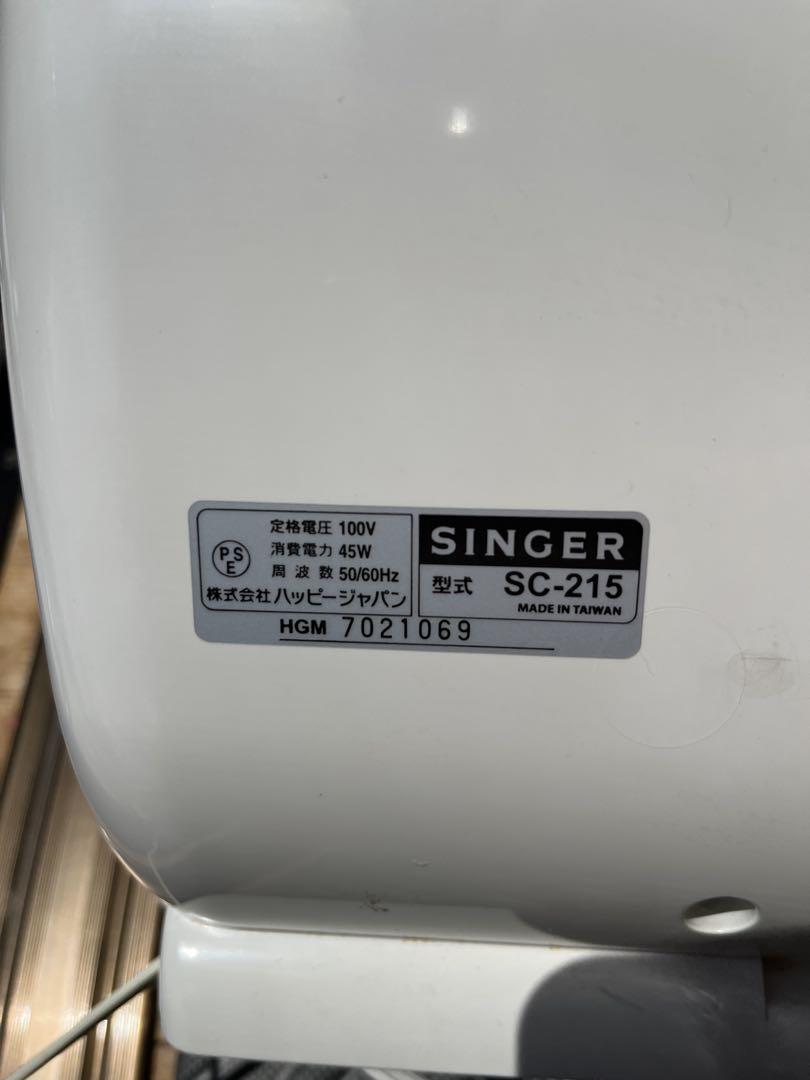 PSE
定格電圧 100V
消費電力 45W
周波数 50/60Hz
株式会社ハッピージャパン
SINGER
型式 SC-215
MADE IN TAIWAN
HGM 7021069